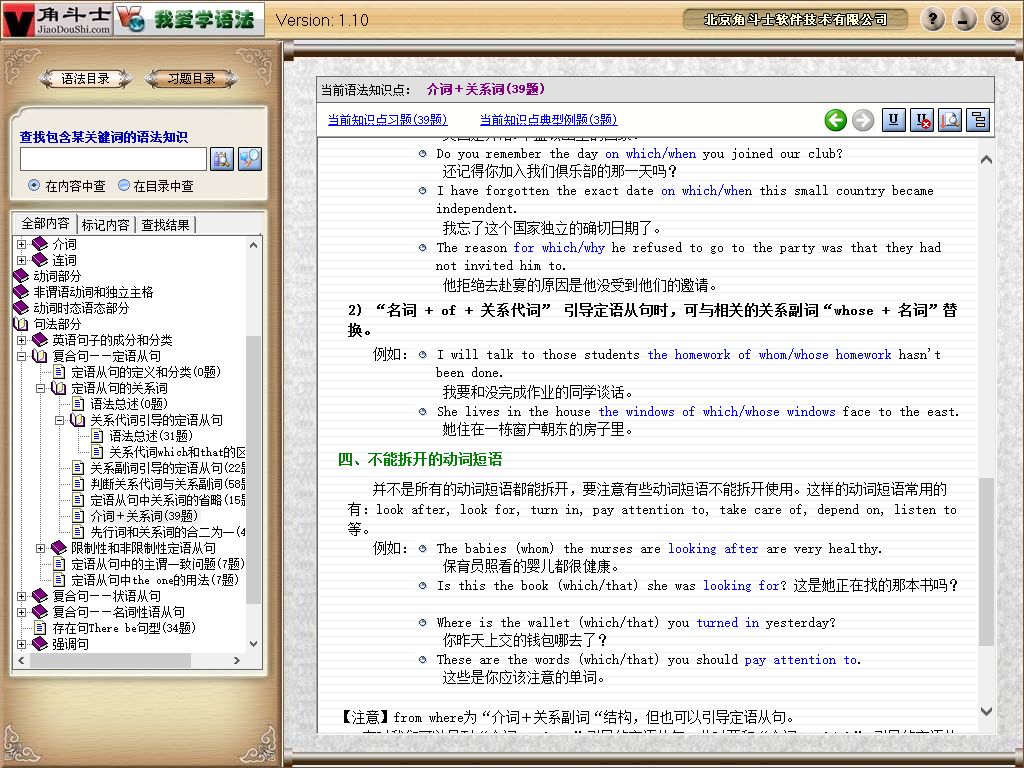 角斗士
JiaoDouShi.com
我爱学语法
Version: 1.10
北京角斗士软件技术有限公司
语法目录
习题目录
查找包含某关键词的语法知识
在内容中查
在目录中查
全部内容
标记内容
查找结果
介词
连词
动词部分
非谓语动词和独立主格
动词时态语态部分
句法部分
英语句子的成分和分类
复合句——定语从句
定语从句的定义和分类(0题)
定语从句的关系词
语法总述(0题)
关系代词引导的定语从句
语法总述(31题)
关系代词which和that的区
关系副词引导的定语从句(22题
判断关系代词与关系副词(58题
定语从句中关系词的省略(15题
介词＋关系词(39题)
先行词和关系词的合二为一(4
限制性和非限制性定语从句
定语从句中的主谓一致问题(7题)
定语从句中the one的用法(7题)
复合句——状语从句
复合句——名词性从句
存在句There be句型(34题)
强调句
当前语法知识点： 介词＋关系词(39题)
当前知识点习题(39题)
当前知识点典型例题(3题)
Do you remember the day on which/when you joined our club?
还记得你加入我们俱乐部的那一天吗？
I have forgotten the exact date on which/when this small country became
independent.
我忘了这个国家独立的确切日期了。
The reason for which/why he refused to go to the party was that they had
not invited him to.
他拒绝去赴宴的原因是他没受到他们的邀请。
2) “名词 + of + 关系代词” 引导定语从句时，可与相关的关系副词“whose + 名词”替
换。
例如： I will talk to those students the homework of whom/whose homework hasn't
been done.
我要和没完成作业的同学谈话。
She lives in the house the windows of which/whose windows face to the east.
她住在一栋窗户朝东的房子里。
四、不能拆开的动词短语
并不是所有的动词短语都能拆开，要注意有些动词短语不能拆开使用。这样的动词短语常用的
有：look after, look for, turn in, pay attention to, take care of, depend on, listen to
等。
例如： The babies (whom) the nurses are looking after are very healthy.
保育员照看的婴儿都很健康。
Is this the book (which/that) she was looking for? 这是她正在找的那本书吗？
Where is the wallet (which/that) you turned in yesterday?
你昨天上交的钱包哪去了？
These are the words (which/that) you should pay attention to.
这些是你应该注意的单词。
【注意】from where为“介词＋关系副词“结构，但也可以引导定语从句。